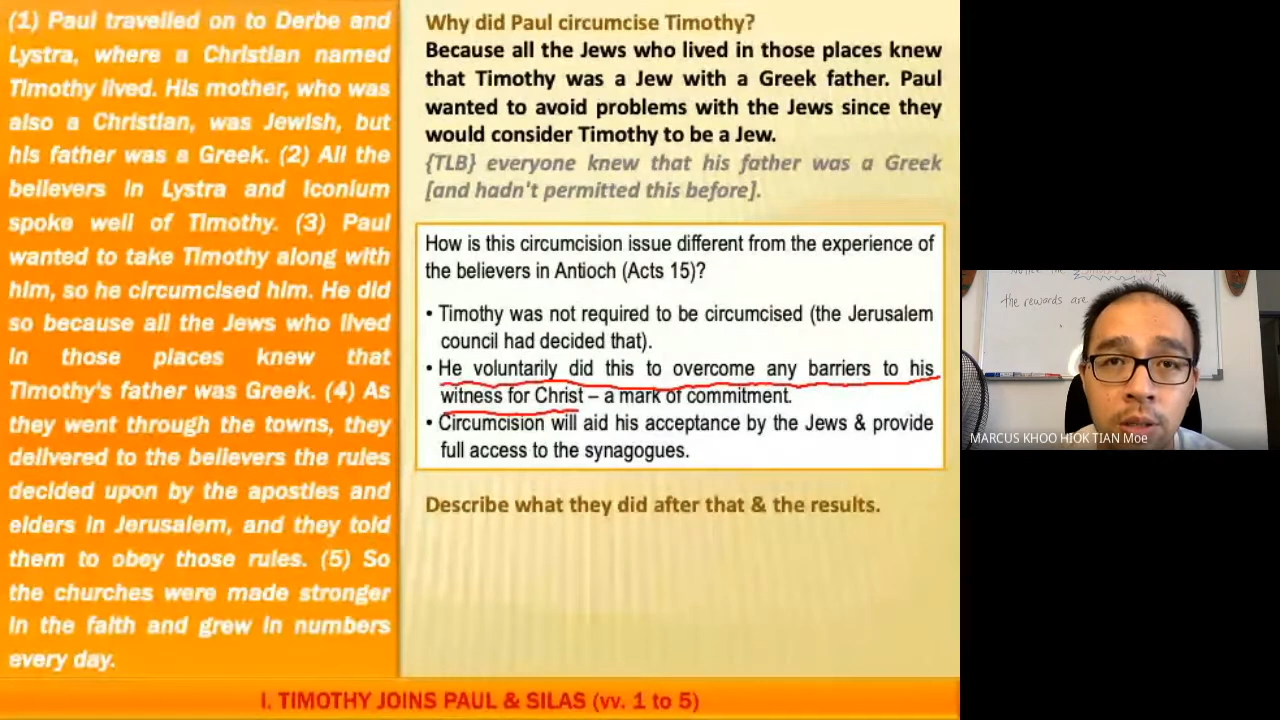 (1) Paul travelled on to Derbe and
Lystra, where a Christian named
Timothy lived. His mother, who was
also a Christian, was Jewish, but
his father was a Greek. (2) All the
believers in Lystra and Iconium
spoke well of Timothy. (3) Paul
wanted to take Timothy along with
him, so he circumcised him. He did
so because all the Jews who lived
in those places knew that
Timothy's father was Greek. (4) As
they went through the towns, they
delivered to the believers the rules
decided upon by the apostles and
elders in Jerusalem, and they told
them to obey those rules. (5) So
the churches were made stronger
in the faith and grew in numbers
every day.
Why did Paul circumcise Timothy?
Because all the Jews who lived in those places knew
that Timothy was a Jew with a Greek father. Paul
wanted to avoid problems with the Jews since they
would consider Timothy to be a Jew.
{TLB} everyone knew that his father was a Greek
[and hadn't permitted this before].
How is this circumcision issue different from the experience of
the believers in Antioch (Acts 15)?
• Timothy was not required to be circumcised (the Jerusalem
council had decided that).
• He voluntarily did this to overcome any barriers to his
witness for Christ – a mark of commitment.
• Circumcision will aid his acceptance by the Jews & provide
full access to the synagogues.
Describe what they did after that & the results.
I. TIMOTHY JOINS PAUL & SILAS (vv. 1 to 5)
the rewards are
MARCUS KHOO HIOK TIAN Moe